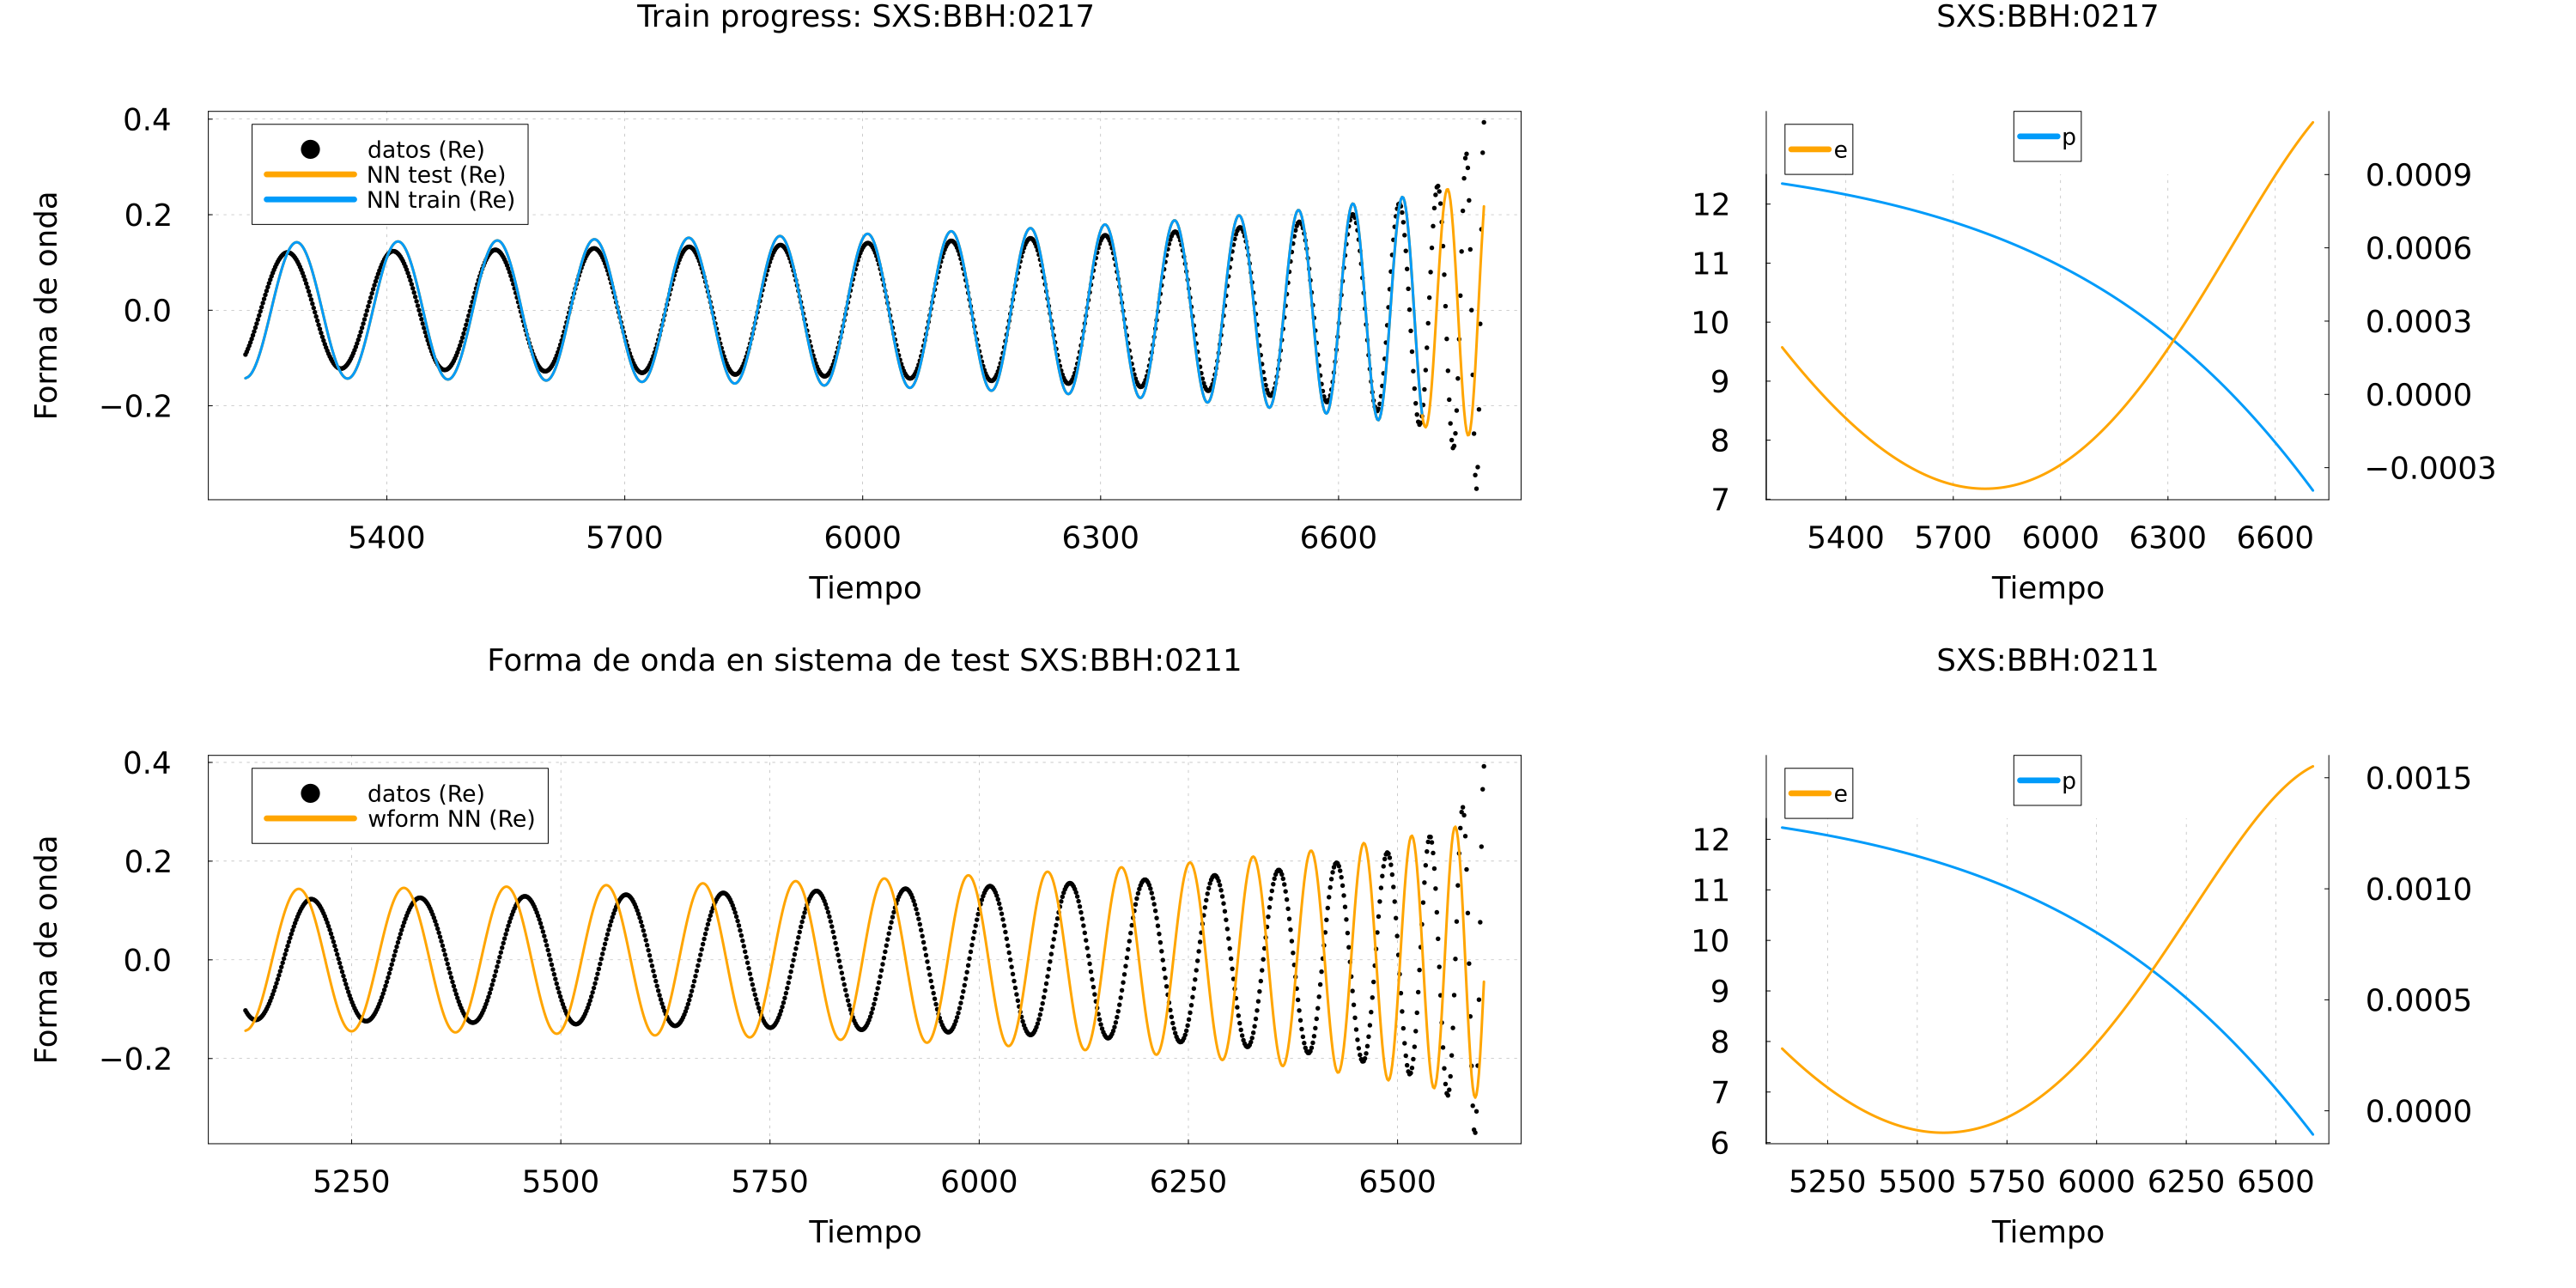 Train progress: SXS:BBH:0217
0.4
0.2
0.0
−0.2
Forma de onda
datos (Re)
NN test (Re)
NN train (Re)
5400 5700 6000 6300 6600
Tiempo
SXS:BBH:0217
e
p
12
11
10
9
8
7
0.0009
0.0006
0.0003
0.0000
−0.0003
5400 5700 6000 6300 6600
Tiempo
Forma de onda en sistema de test SXS:BBH:0211
0.4
0.2
0.0
−0.2
Forma de onda
datos (Re)
wform NN (Re)
5250 5500 5750 6000 6250 6500
Tiempo
SXS:BBH:0211
e
p
12
11
10
9
8
7
6
0.0015
0.0010
0.0005
0.0000
5250 5500 5750 6000 6250 6500
Tiempo